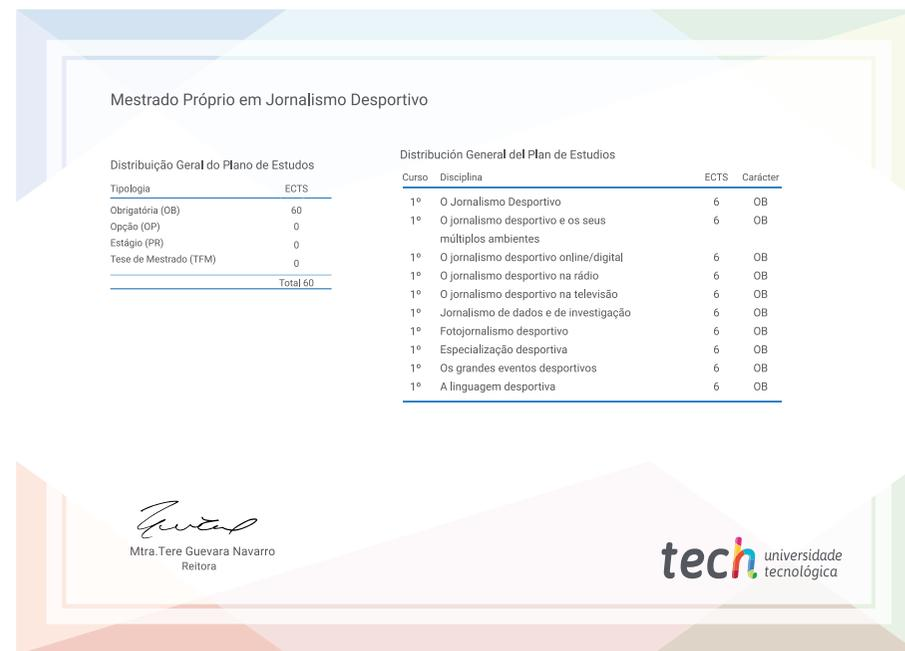 Mestrado Próprio em Jornalismo Desportivo
Distribuição Geral do Plano de Estudos
Tipologia ECTS
Obrigatória (OB) 60
Opção (OP) 0
Estágio (PR) 0
Tese de Mestrado (TFM) 0
Total 60
Distribución General del Plan de Estudios
Curso Disciplina ECTS Carácter
1º O Jornalismo Desportivo 6 OB
1º O jornalismo desportivo e os seus 6 OB
múltiplos ambientes
1º O jornalismo desportivo online/digital 6 OB
1º O jornalismo desportivo na rádio 6 OB
1º O jornalismo desportivo na televisão 6 OB
1º Jornalismo de dados e de investigação 6 OB
1º Fotojornalismo desportivo 6 OB
1º Especialização desportiva 6 OB
1º Os grandes eventos desportivos 6 OB
1º A linguagem desportiva 6 OB
Mtra.Tere Guevara Navarro
Reitora
tech universidade
tecnológica